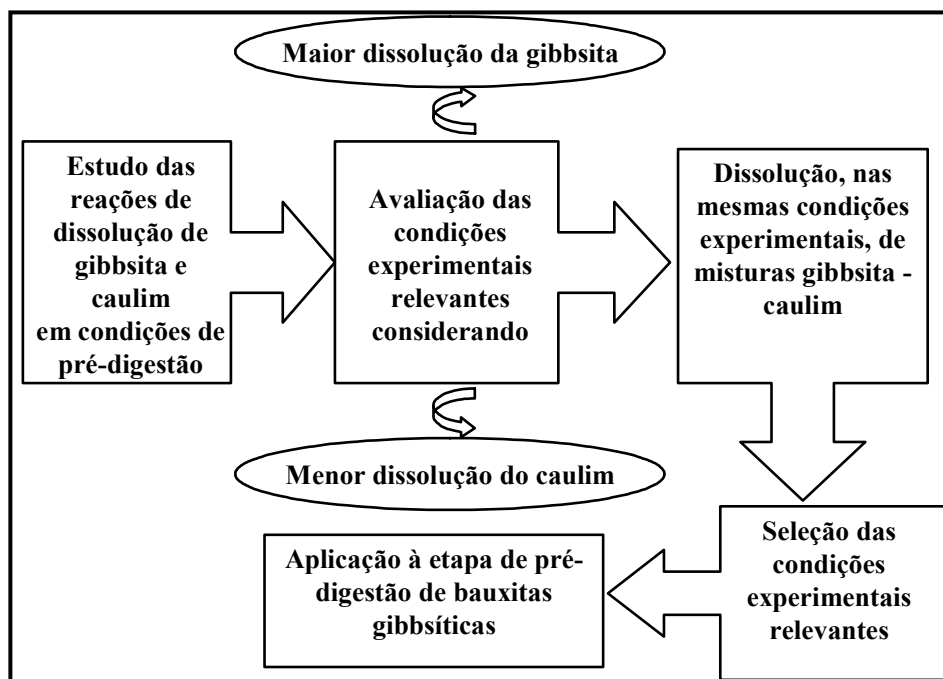 Maior dissolução da gibbsita
Estudo das
reações de
dissolução de
gibbsita e
caulim
em condições de
pré-digestão
Avaliação das
condições
experimentais
relevantes
considerando
Dissolução, nas
mesmas condições
experimentais, de
misturas gibbsita -
caulim
Menor dissolução do caulim
Seleção das
condições
experimentais
relevantes
Aplicação à etapa de pré-
digestão de bauxitas
gibbsíticas